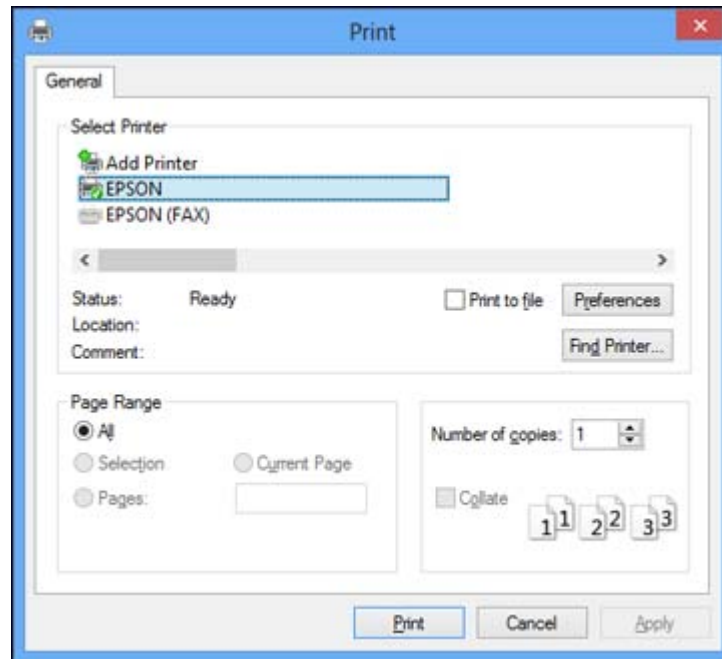 Print
General
Select Printer
Add Printer
EPSON
EPSON (FAX)
Status: Ready
Print to file
Preferences
Location:
Comment:
Find Printer...
Page Range
All
Selection
Current Page
Pages:
Number of copies: 1
Collate
1 1 2 2 3 3
Print
Cancel
Apply